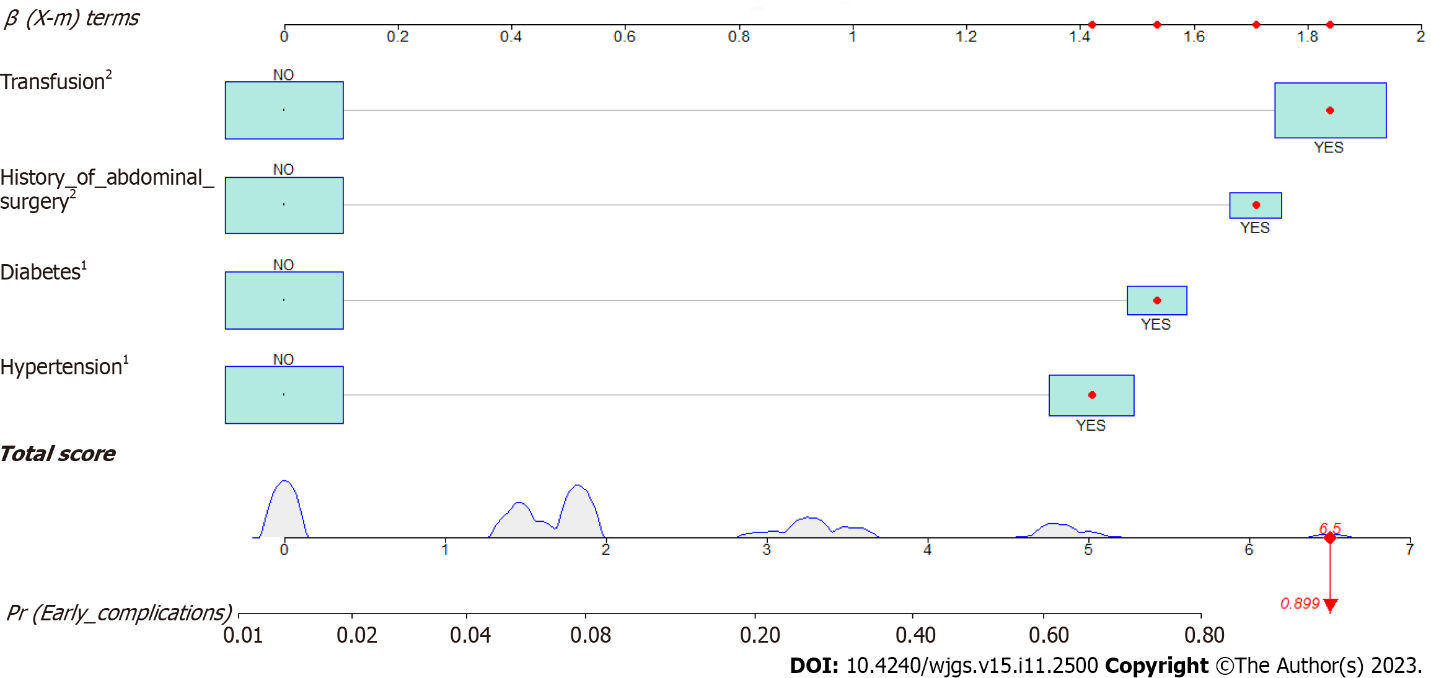 β (X-m) terms
0 0.2 0.4 0.6 0.8 1 1.2 1.4 1.6 1.8 2
NO
Transfusion²
YES
NO
History_of_abdominal_
surgery²
YES
NO
Diabetes¹
YES
NO
Hypertension¹
YES
Total score
6.5
0 1 2 3 4 5 6 7
0.899
Pr (Early_complications)
0.01 0.02 0.04 0.08 0.20 0.40 0.60 0.80
DOI: 10.4240/wjgs.v15.i11.2500 Copyright ©The Author(s) 2023.